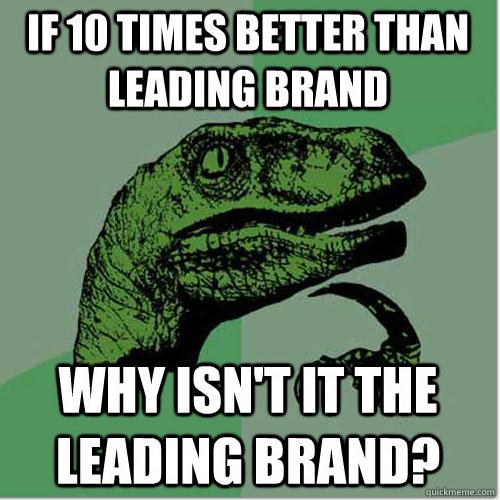 IF 10 TIMES BETTER THAN
LEADING BRAND
WHY ISN'T IT THE
LEADING BRAND?
quickmeme.com